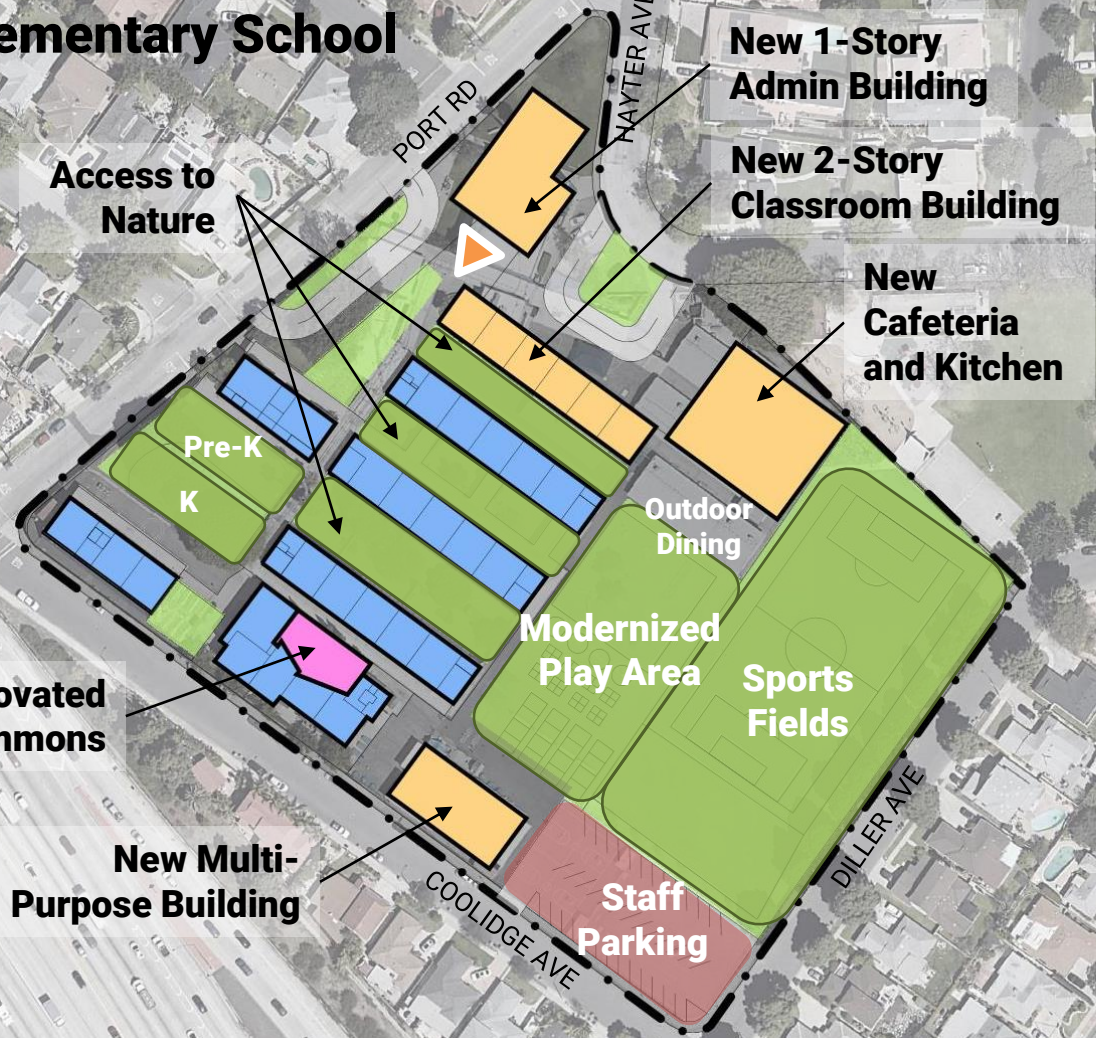 ementary School
New 1-Story
Admin Building
HAYTER AVE
PORT RD
New 2-Story
Classroom Building
Access to
Nature
New
Cafeteria
and Kitchen
Pre-K
K
Outdoor
Dining
Modernized
Play Area
Sports
Fields
ovated
mmons
DILLER AVE
New Multi-
Purpose Building
COOLIDGE AVE
Staff
Parking